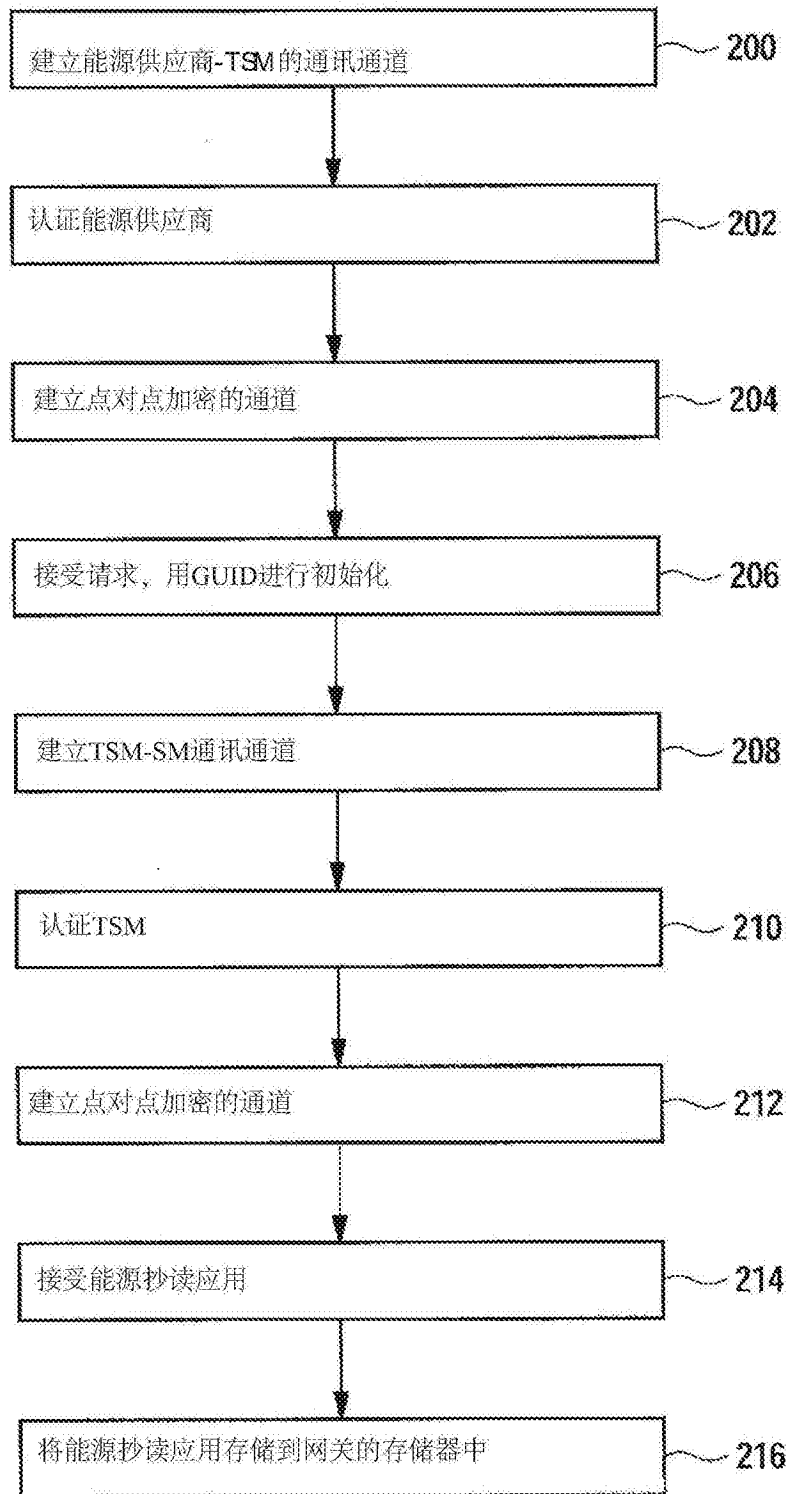 建立能源供应商-TSM的通讯通道
200
认证能源供应商
202
建立点对点加密的通道
204
接受请求，用GUID进行初始化
206
建立TSM-SM通讯通道
208
认证TSM
210
建立点对点加密的通道
212
接受能源抄读应用
214
将能源抄读应用存储到网关的存储器中
216